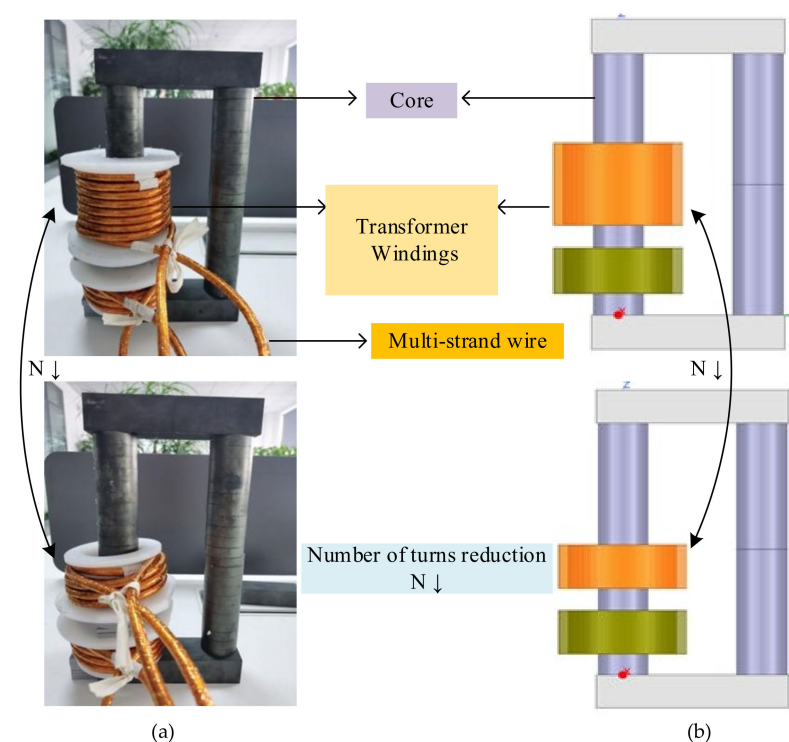 Z
Core
Transformer
Windings
Multi-strand wire
N ↓
N ↓
Z
Number of turns reduction
N ↓
(a)
(b)